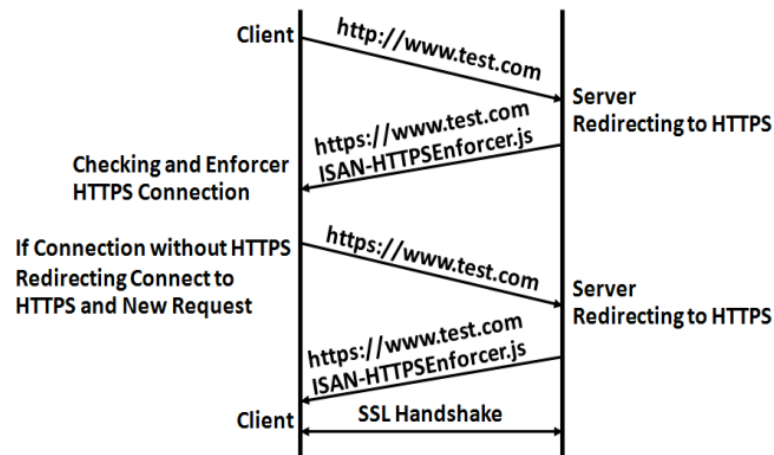 Client
http://www.test.com
Server
Redirecting to HTTPS
https://www.test.com
ISAN-HTTPSEnforcer.js
Checking and Enforcer
HTTPS Connection
If Connection without HTTPS
Redirecting Connect to
HTTPS and New Request
https://www.test.com
Server
Redirecting to HTTPS
https://www.test.com
ISAN-HTTPSEnforcer.js
Client
SSL Handshake